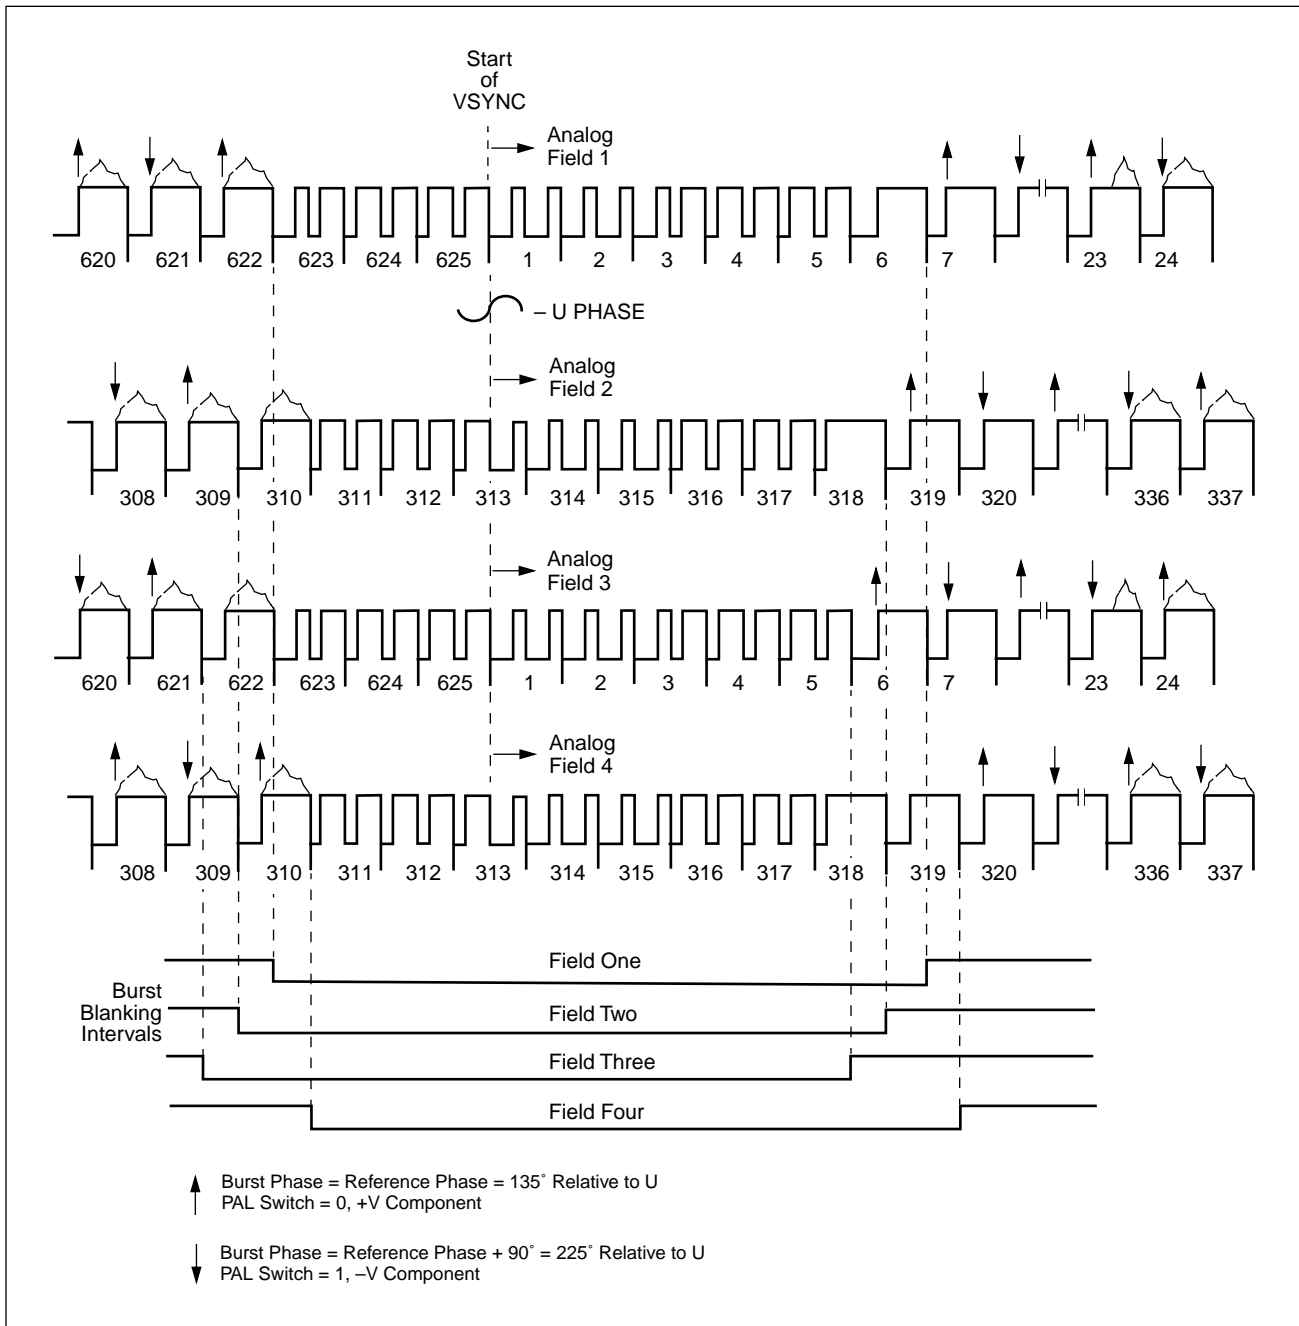 Start
of
VSYNC
Analog
Field 1
620 621 622 623 624 625 1 2 3 4 5 6 7 23 24
– U PHASE
Analog
Field 2
308 309 310 311 312 313 314 315 316 317 318 319 320 336 337
Analog
Field 3
620 621 622 623 624 625 1 2 3 4 5 6 7 23 24
Analog
Field 4
308 309 310 311 312 313 314 315 316 317 318 319 320 336 337
Field One
Burst
Blanking
Intervals
Field Two
Field Three
Field Four
Burst Phase = Reference Phase = 135˚ Relative to U
PAL Switch = 0, +V Component
Burst Phase = Reference Phase + 90˚ = 225˚ Relative to U
PAL Switch = 1, –V Component